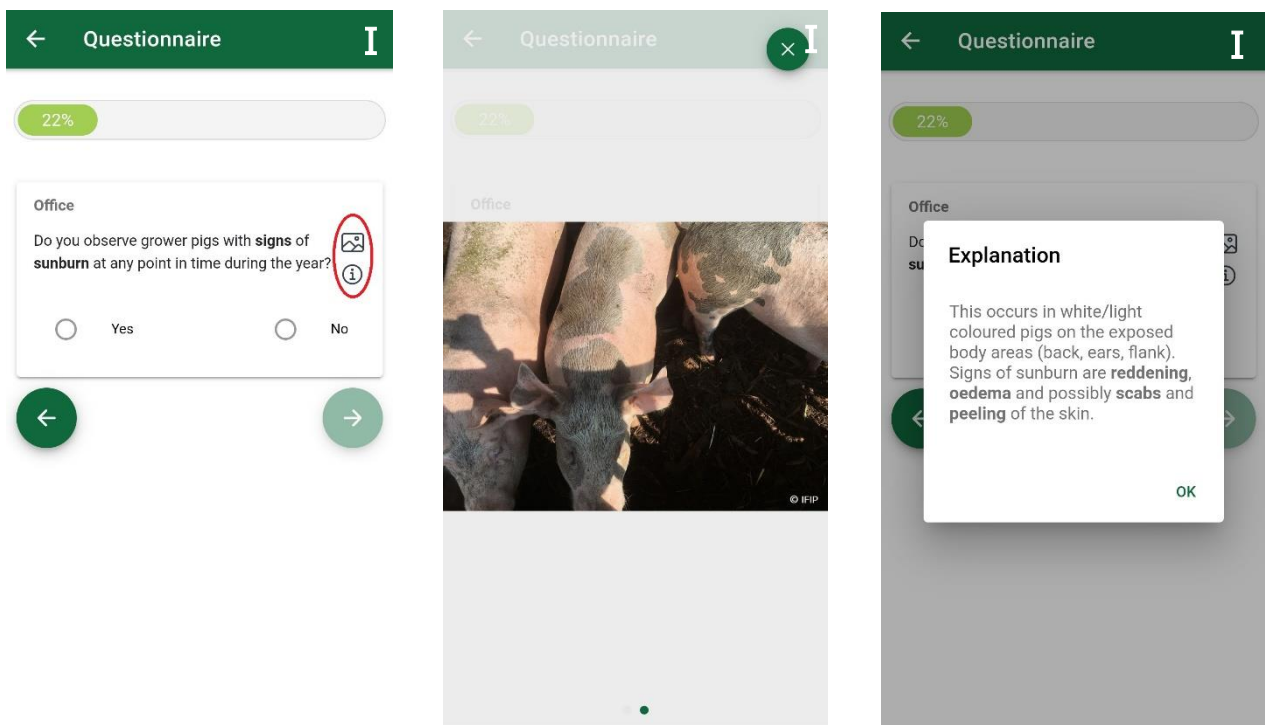 Questionnaire
22%
Office
Do you observe grower pigs with signs of
sunburn at any point in time during the year?
Yes
No
Questionnaire
22%
Office
© IFIP
Questionnaire
22%
Office
Do
su
Explanation
This occurs in white/light
coloured pigs on the exposed
body areas (back, ears, flank).
Signs of sunburn are reddening,
oedema and possibly scabs and
peeling of the skin.
OK